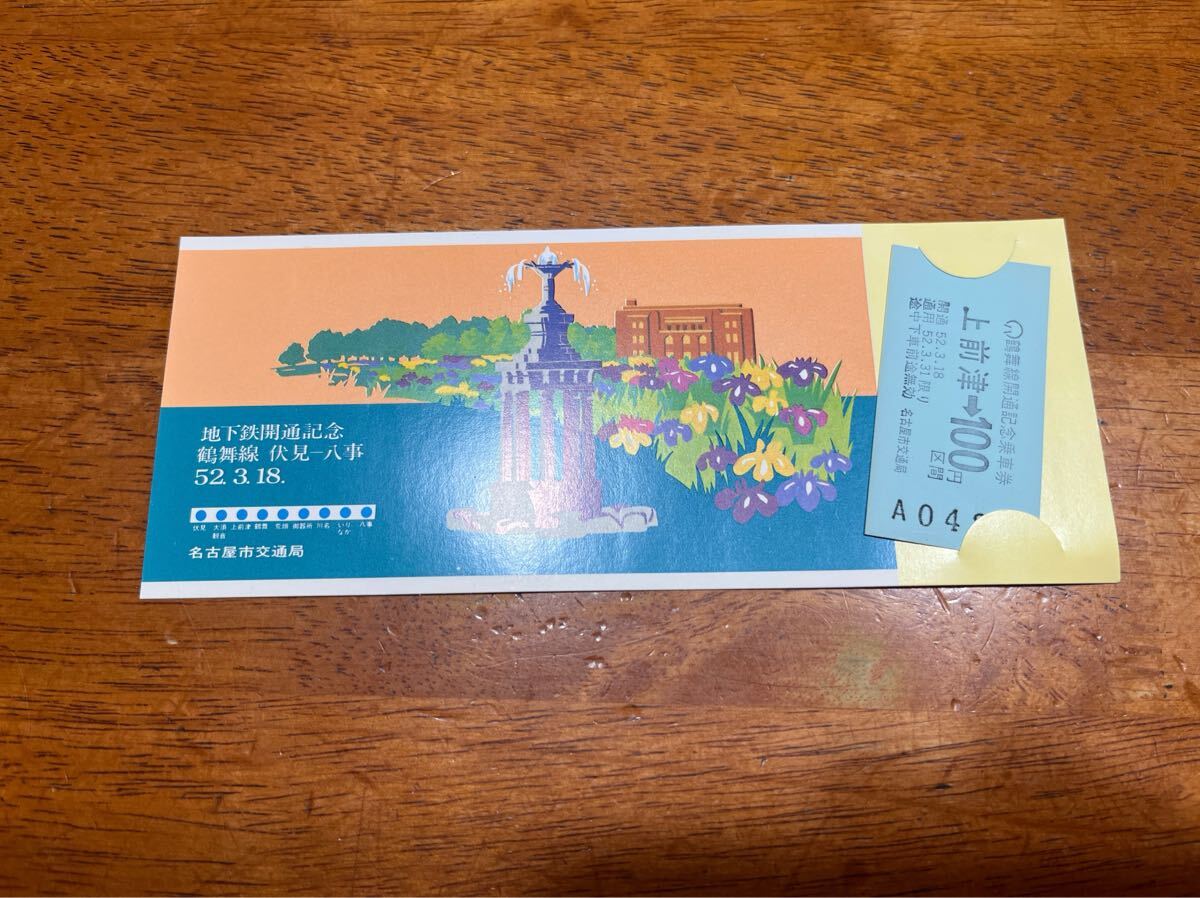 地下鉄開通記念
鶴舞線 伏見－八事
52.3.18.
伏見 大須観音 上前津 鶴舞 荒畑 御器所 川名 いりなか 八事
名古屋市交通局
鶴舞線開通記念乗車券
上前津➡100円区間
開通 52.3.18
通用 52.3.31限り
途中下車前途無効 名古屋市交通局
A04